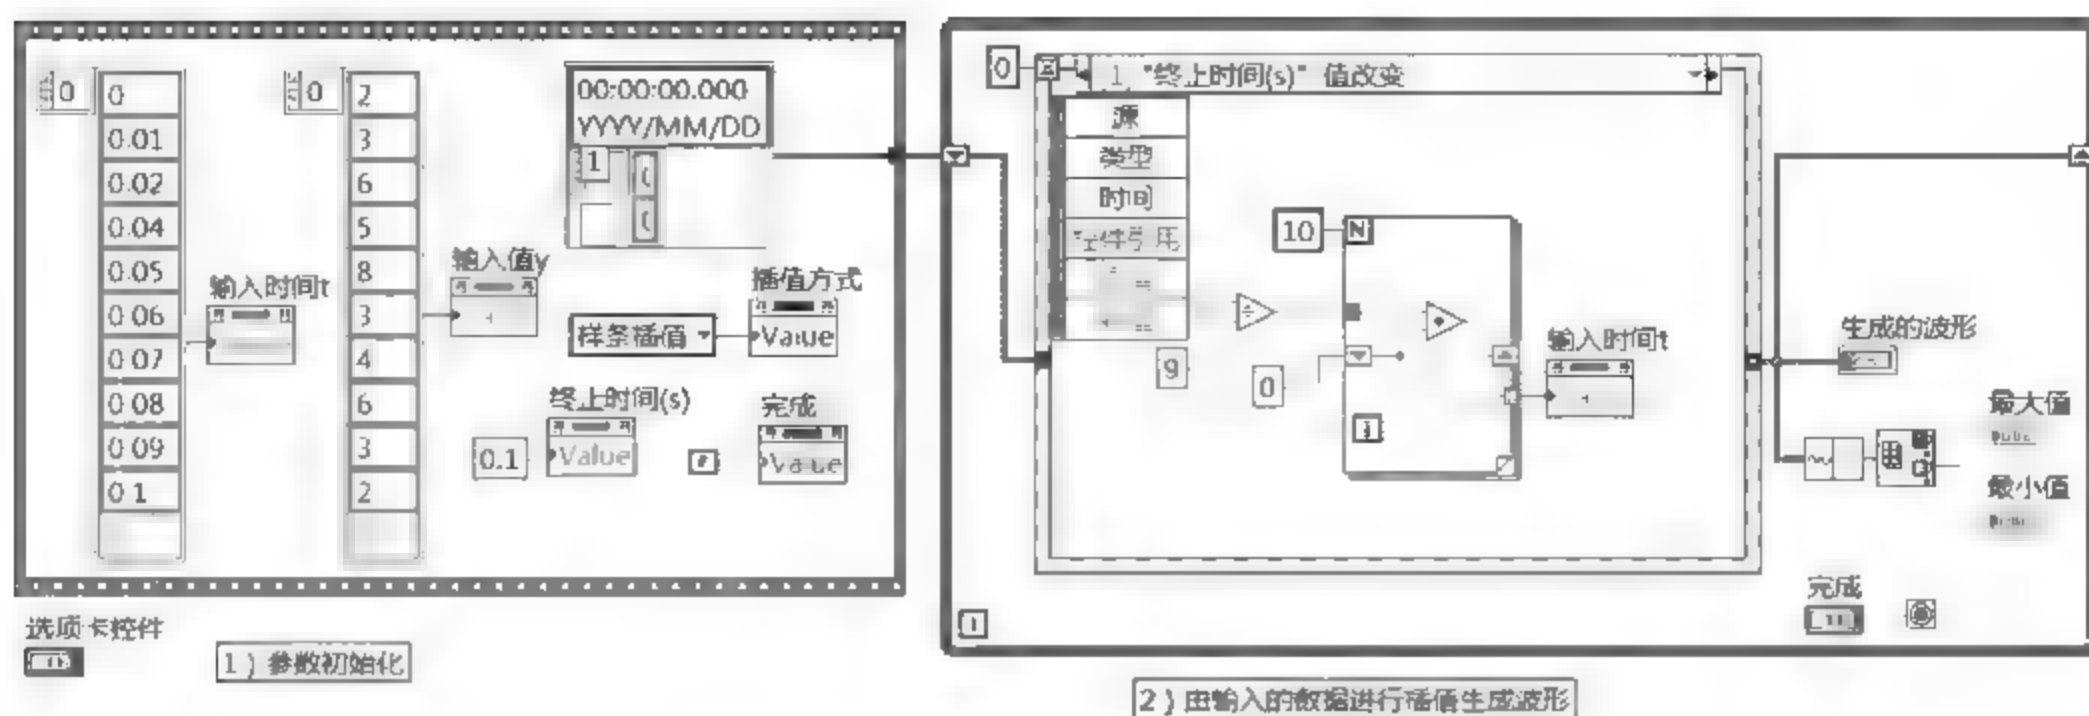 0
0
0.01
0.02
0.04
0.05
0.06
0.07
0.08
0.09
0.1
输入时间t
0
2
3
6
5
8
3
4
6
3
2
输入值y
00:00:00.000
YYYY/MM/DD
1
插值方式
样条插值
Value
终止时间(s)
0.1
Value
完成
F
Value
选项卡控件
1）参数初始化
0
1 "终止时间(s)" 值改变
源
类型
时间
控件引用
9
10
N
0
i
输入时间t
生成的波形
最大值
最小值
完成
i
2）由输入的数据进行插值生成波形